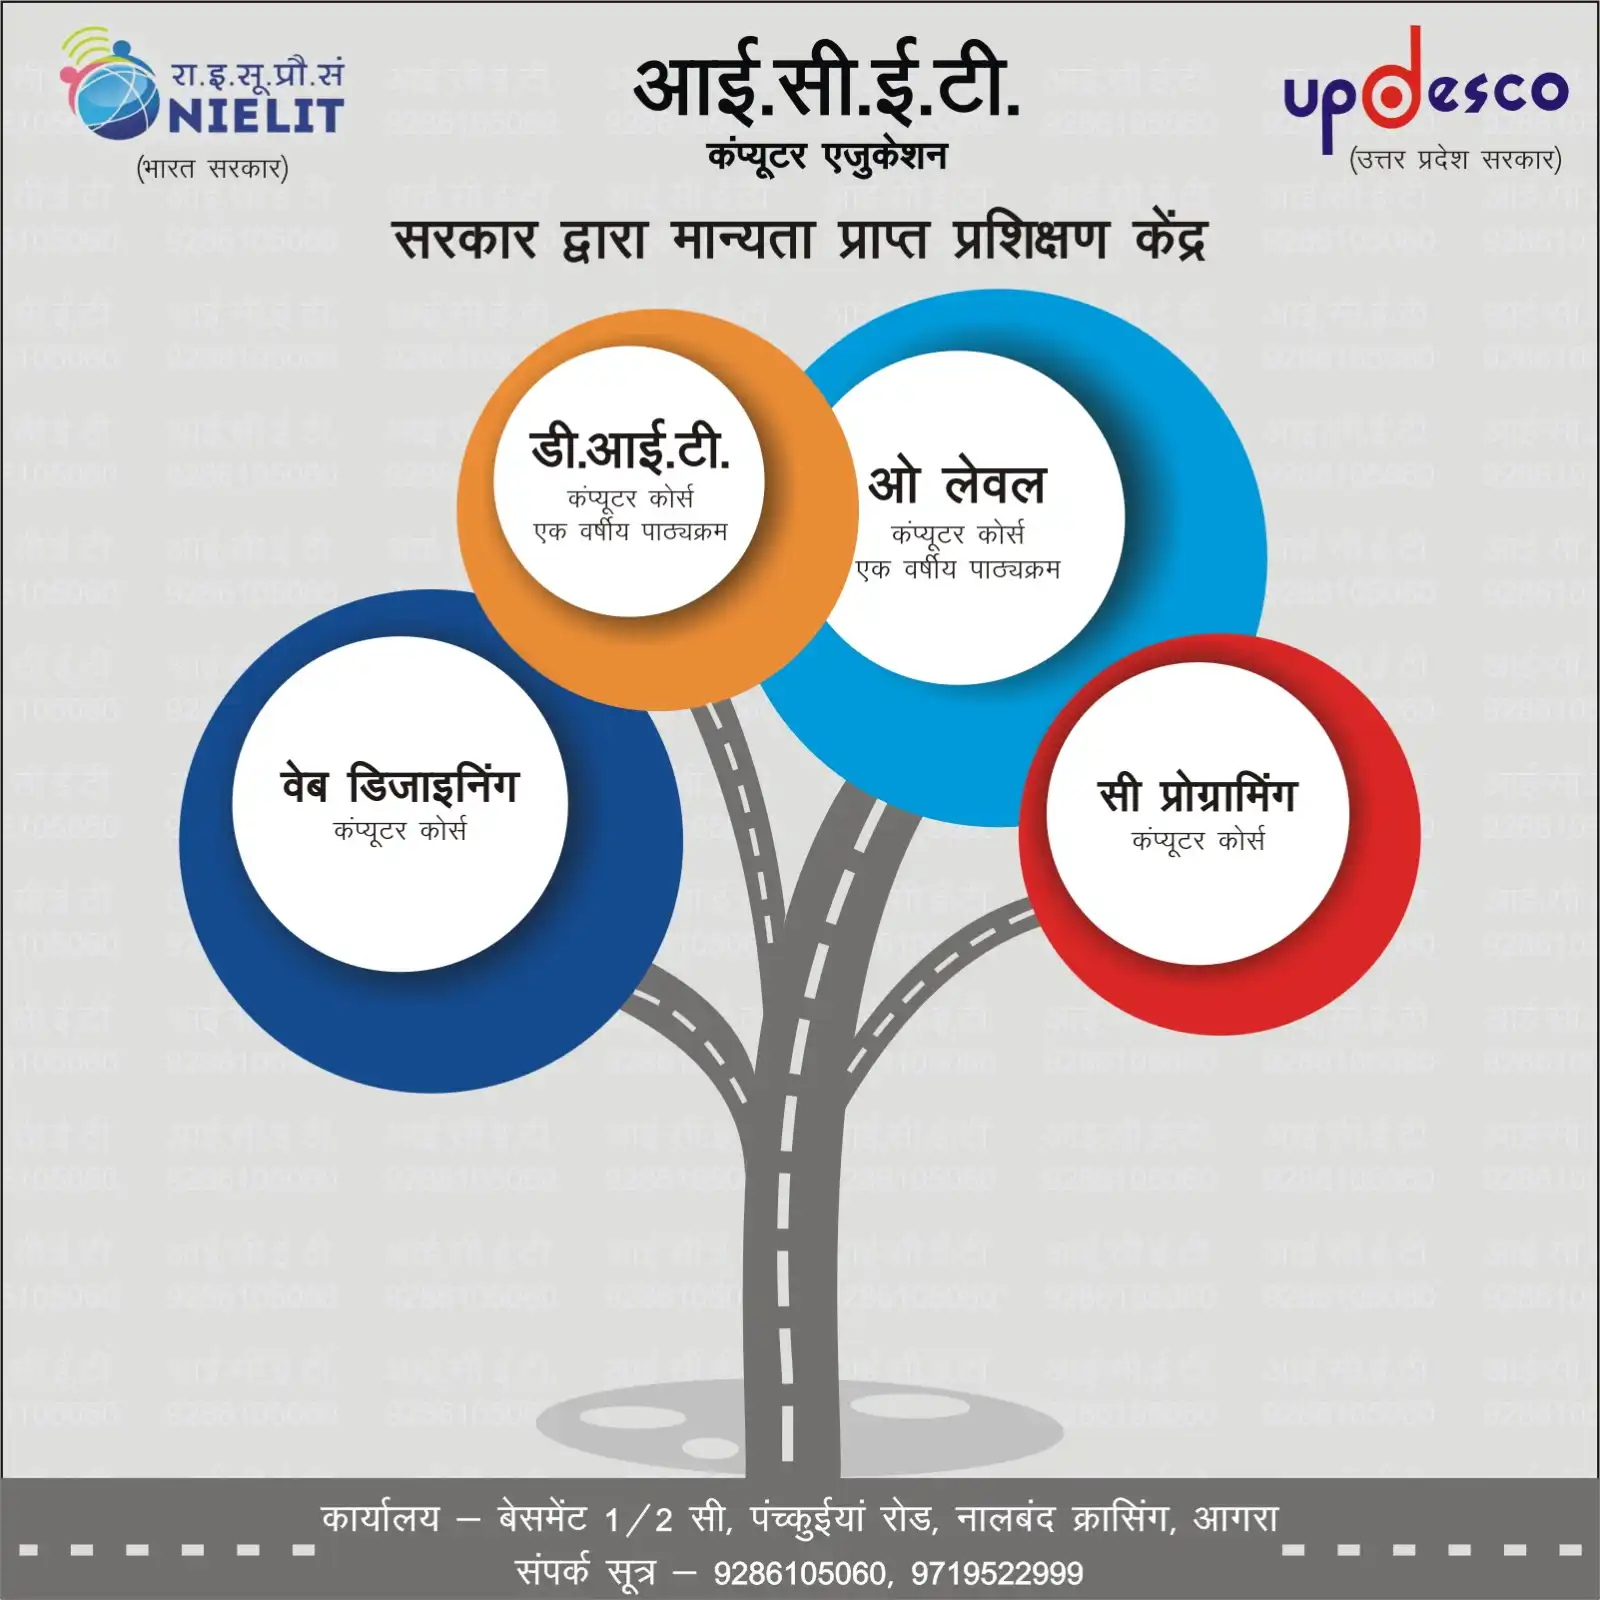 रा.इ.सू.प्रौ.सं
NIELIT
(भारत सरकार)
आई.सी.ई.टी.
कंप्यूटर एजुकेशन
updesco
(उत्तर प्रदेश सरकार)
सरकार द्वारा मान्यता प्राप्त प्रशिक्षण केंद्र
डी.आई.टी.
कंप्यूटर कोर्स
एक वर्षीय पाठ्यक्रम
ओ लेवल
कंप्यूटर कोर्स
एक वर्षीय पाठ्यक्रम
वेब डिजाइनिंग
कंप्यूटर कोर्स
सी प्रोग्रामिंग
कंप्यूटर कोर्स
कार्यालय – बेसमेंट 1/2 सी, पंच्कुईयां रोड, नालबंद क्रासिंग, आगरा
संपर्क सूत्र – 9286105060, 9719522999